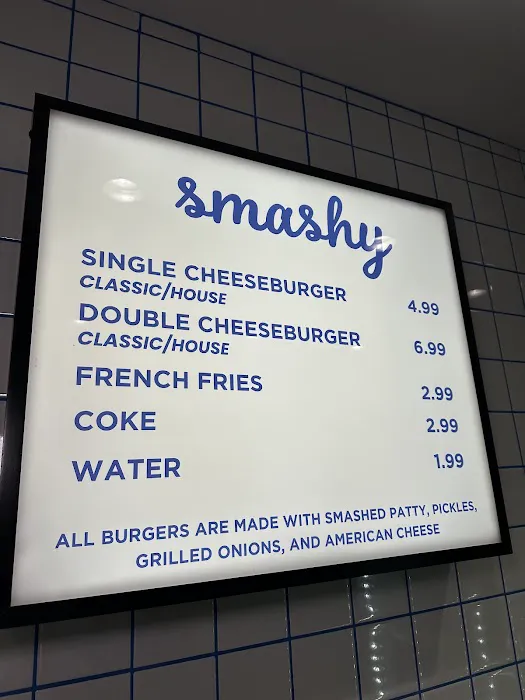 smashy
SINGLE CHEESEBURGER 4.99
CLASSIC/HOUSE
DOUBLE CHEESEBURGER 6.99
CLASSIC/HOUSE
FRENCH FRIES 2.99
COKE 2.99
WATER 1.99
ALL BURGERS ARE MADE WITH SMASHED PATTY, PICKLES,
GRILLED ONIONS, AND AMERICAN CHEESE